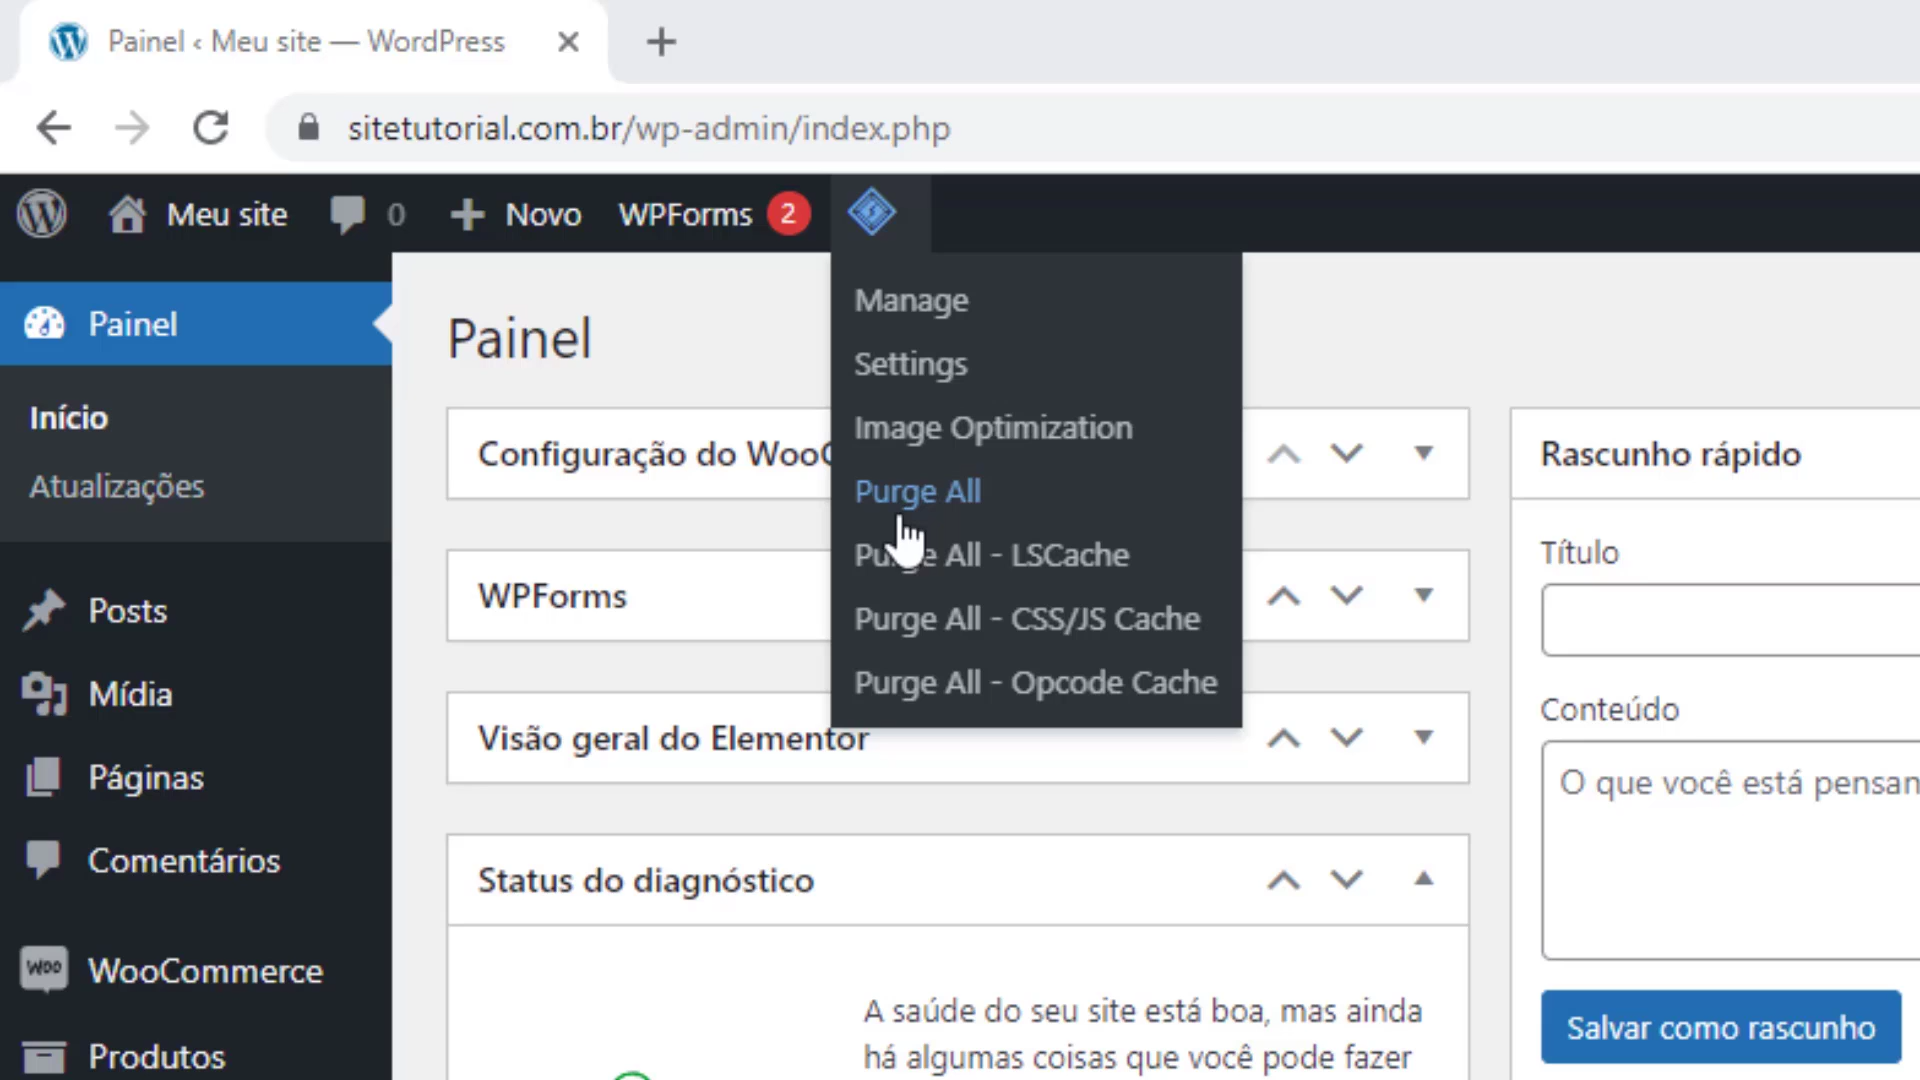 Painel ‹ Meu site — WordPress
sitetutorial.com.br/wp-admin/index.php
Meu site
0
Novo
WPForms
2
Manage
Settings
Image Optimization
Purge All
Purge All - LSCache
Purge All - CSS/JS Cache
Purge All - Opcode Cache
Painel
Início
Atualizações
Posts
Mídia
Páginas
Comentários
Woo
WooCommerce
Produtos
Painel
Configuração do Woo
WPForms
Visão geral do Elementor
Status do diagnóstico
A saúde do seu site está boa, mas ainda
há algumas coisas que você pode fazer
Rascunho rápido
Título
Conteúdo
O que você está pensan
Salvar como rascunho